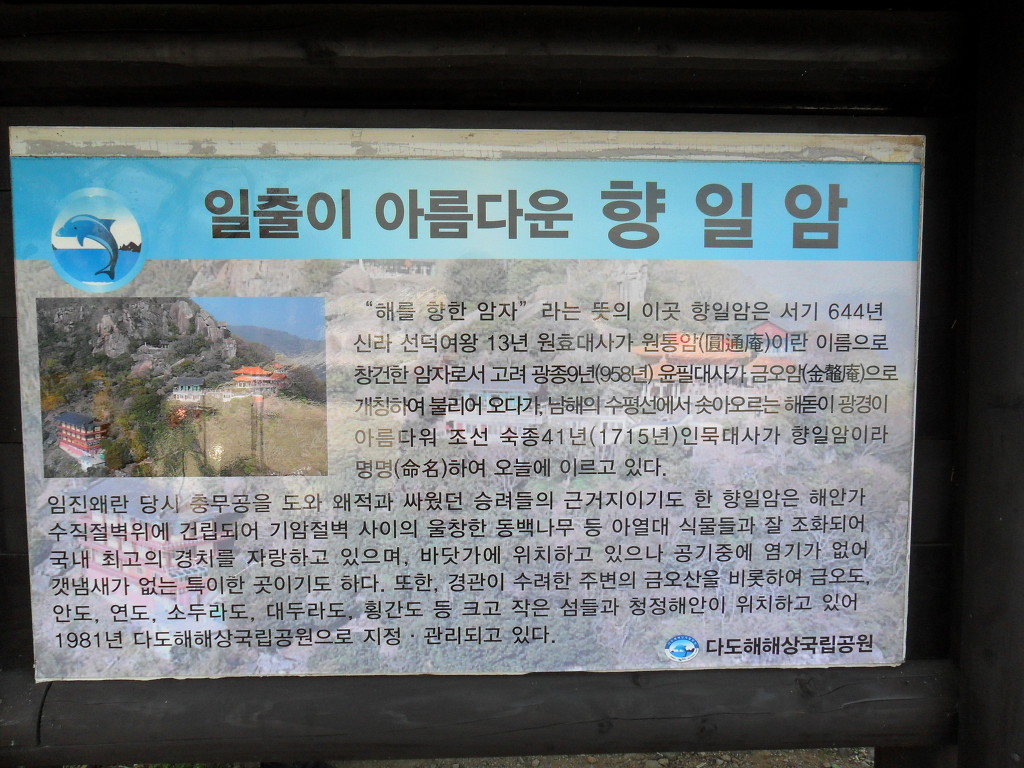 일출이 아름다운 향일암
“해를 향한 암자” 라는 뜻의 이곳 향일암은 서기 644년
신라 선덕여왕 13년 원효대사가 원통암(圓通庵)이란 이름으로
창건한 암자로서 고려 광종9년(958년) 윤필대사가 금오암(金鼇庵)으로
개칭하여 불리어 오다가, 남해의 수평선에서 솟아오르는 해돋이 광경이
아름다워 조선 숙종41년(1715년)인묵대사가 향일암이라
명명(命名)하여 오늘에 이르고 있다.
임진왜란 당시 충무공을 도와 왜적과 싸웠던 승려들의 근거지이기도 한 향일암은 해안가
수직절벽위에 건립되어 기암절벽 사이의 울창한 동백나무 등 아열대 식물들과 잘 조화되어
국내 최고의 경치를 자랑하고 있으며, 바닷가에 위치하고 있으나 공기중에 염기가 없어
갯냄새가 없는 특이한 곳이기도 하다. 또한, 경관이 수려한 주변의 금오산을 비롯하여 금오도,
안도, 연도, 소두라도, 대두라도, 횡간도 등 크고 작은 섬들과 청정해안이 위치하고 있어
1981년 다도해해상국립공원으로 지정 · 관리되고 있다.
다도해해상국립공원